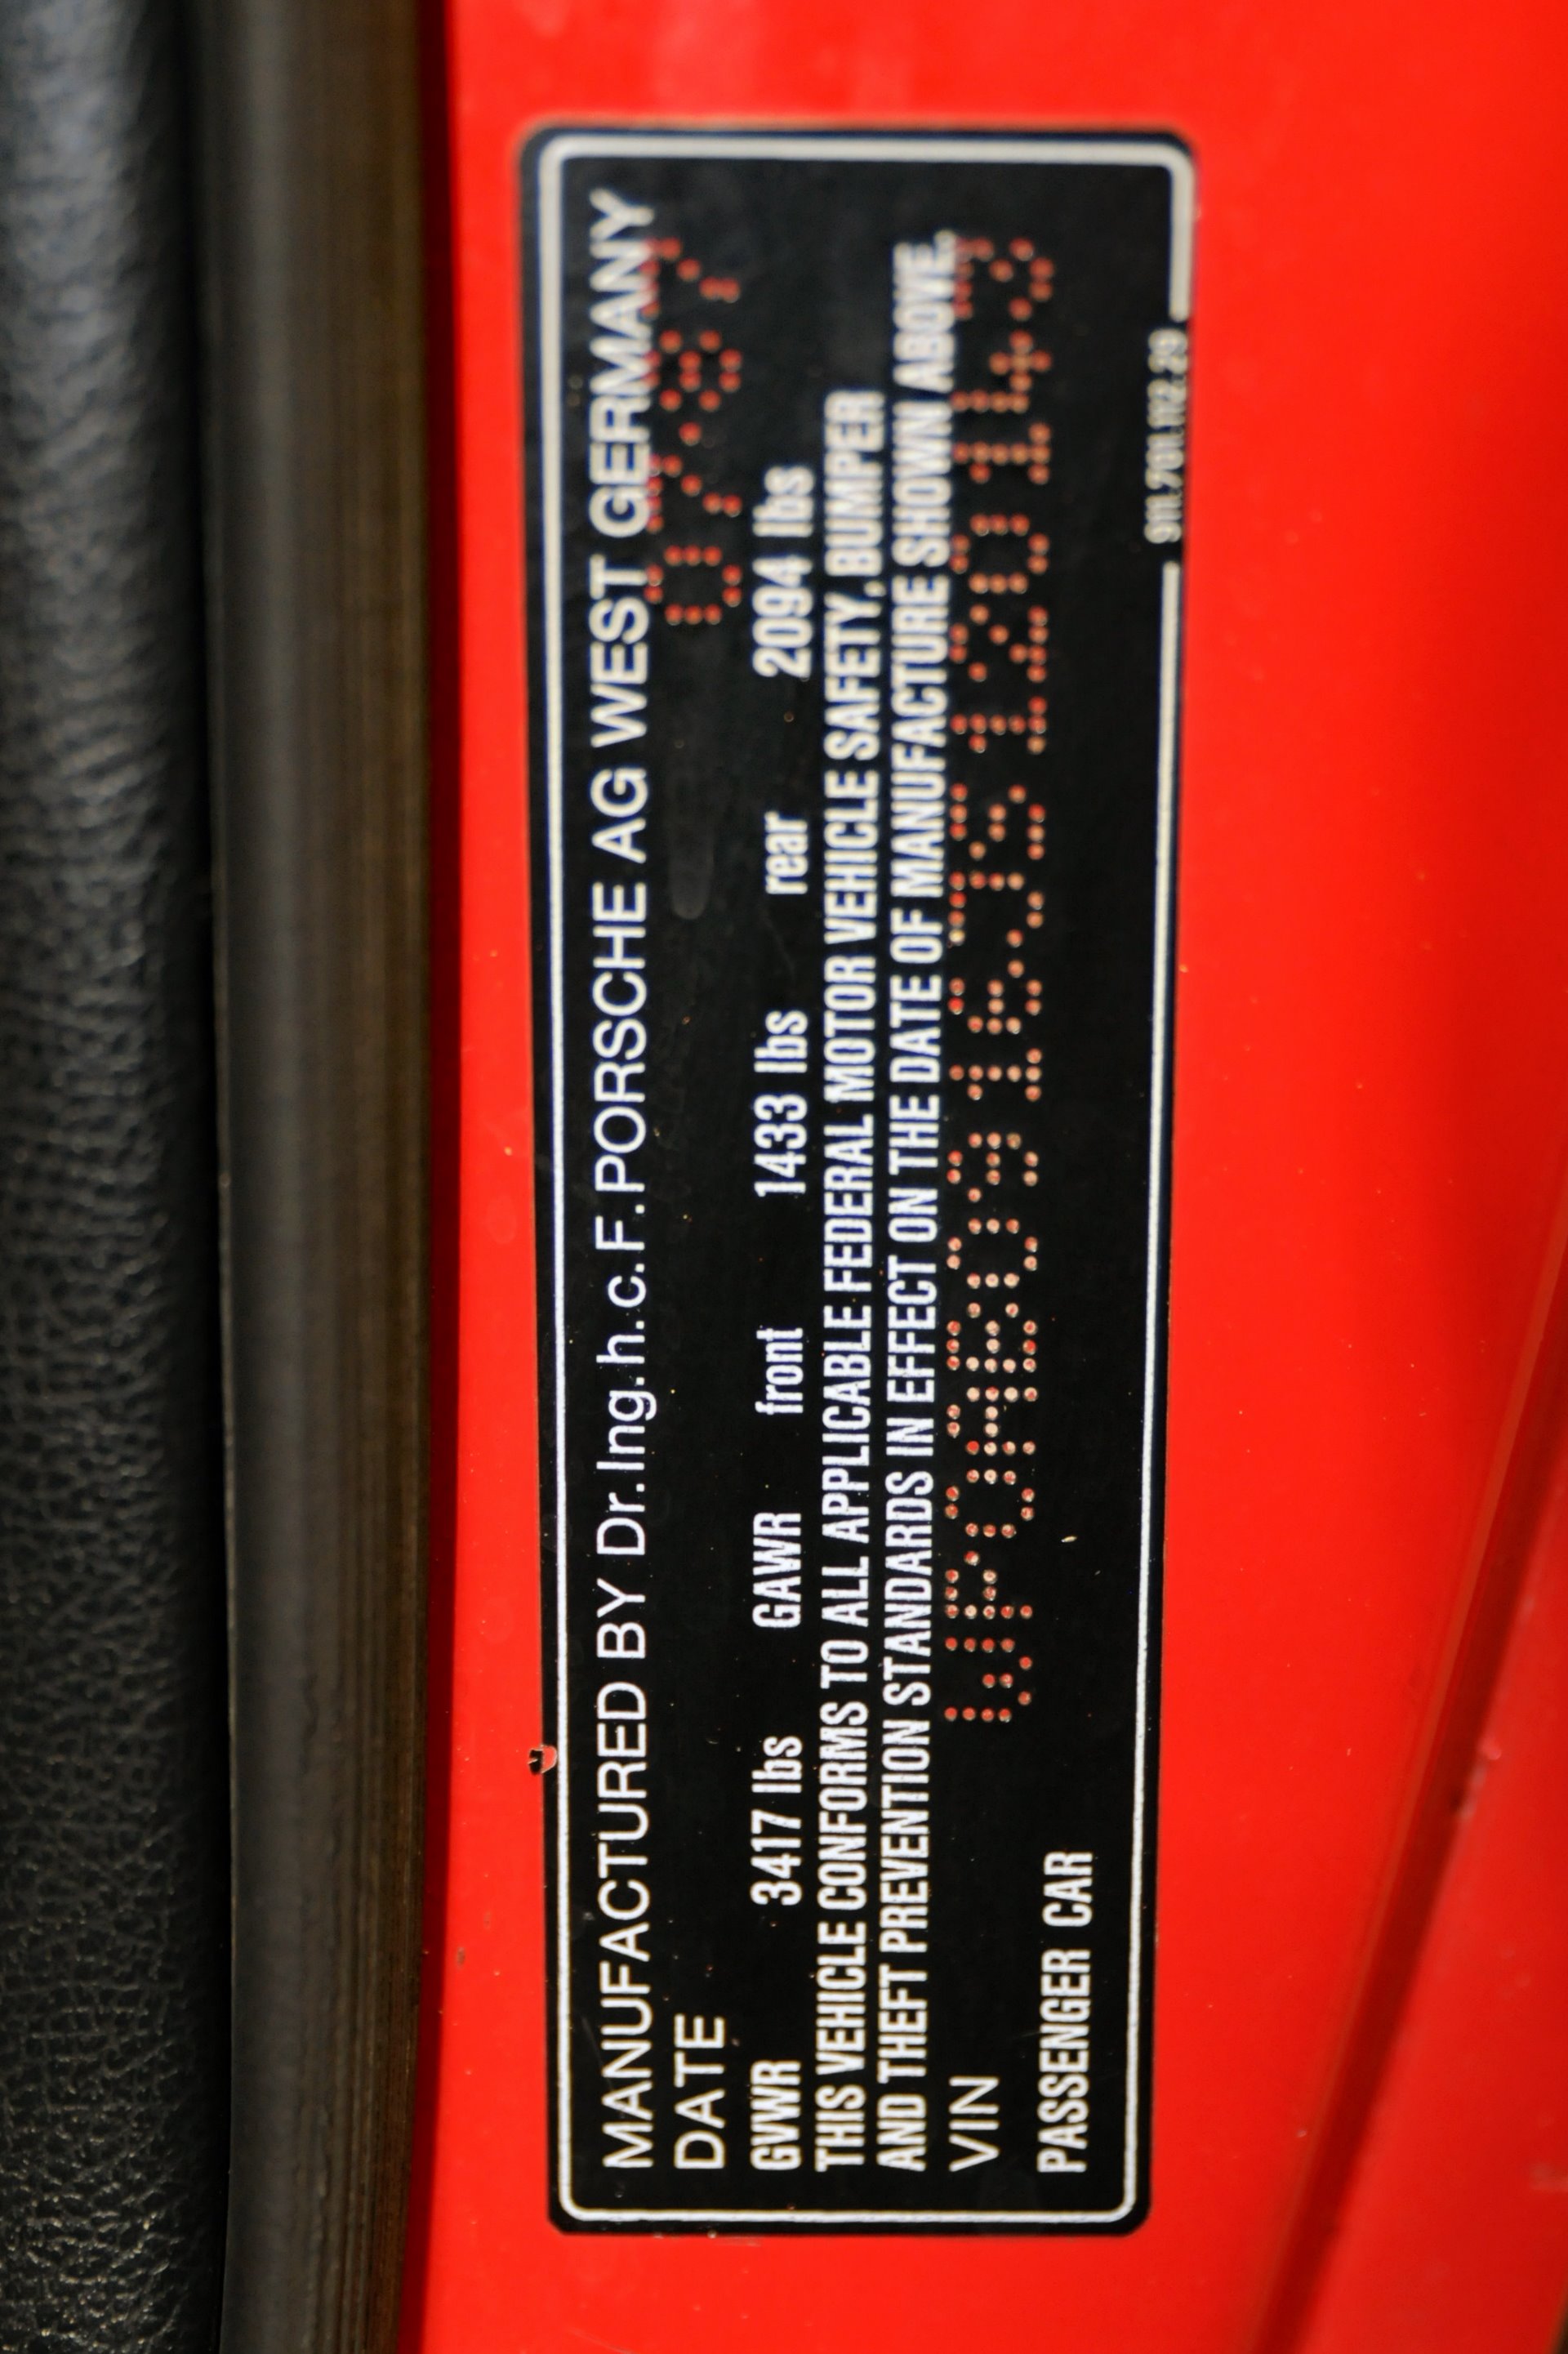 MANUFACTURED BY Dr.Ing.h.c.F.PORSCHE AG WEST GERMANY
DATE 07-87
GVWR 3417 lbs GAWR front 1433 lbs rear 2094 lbs
THIS VEHICLE CONFORMS TO ALL APPLICABLE FEDERAL MOTOR VEHICLE SAFETY, BUMPER
AND THEFT PREVENTION STANDARDS IN EFFECT ON THE DATE OF MANUFACTURE SHOWN ABOVE.
VIN WP0AB0916JS120143
PASSENGER CAR
911.701.112.29